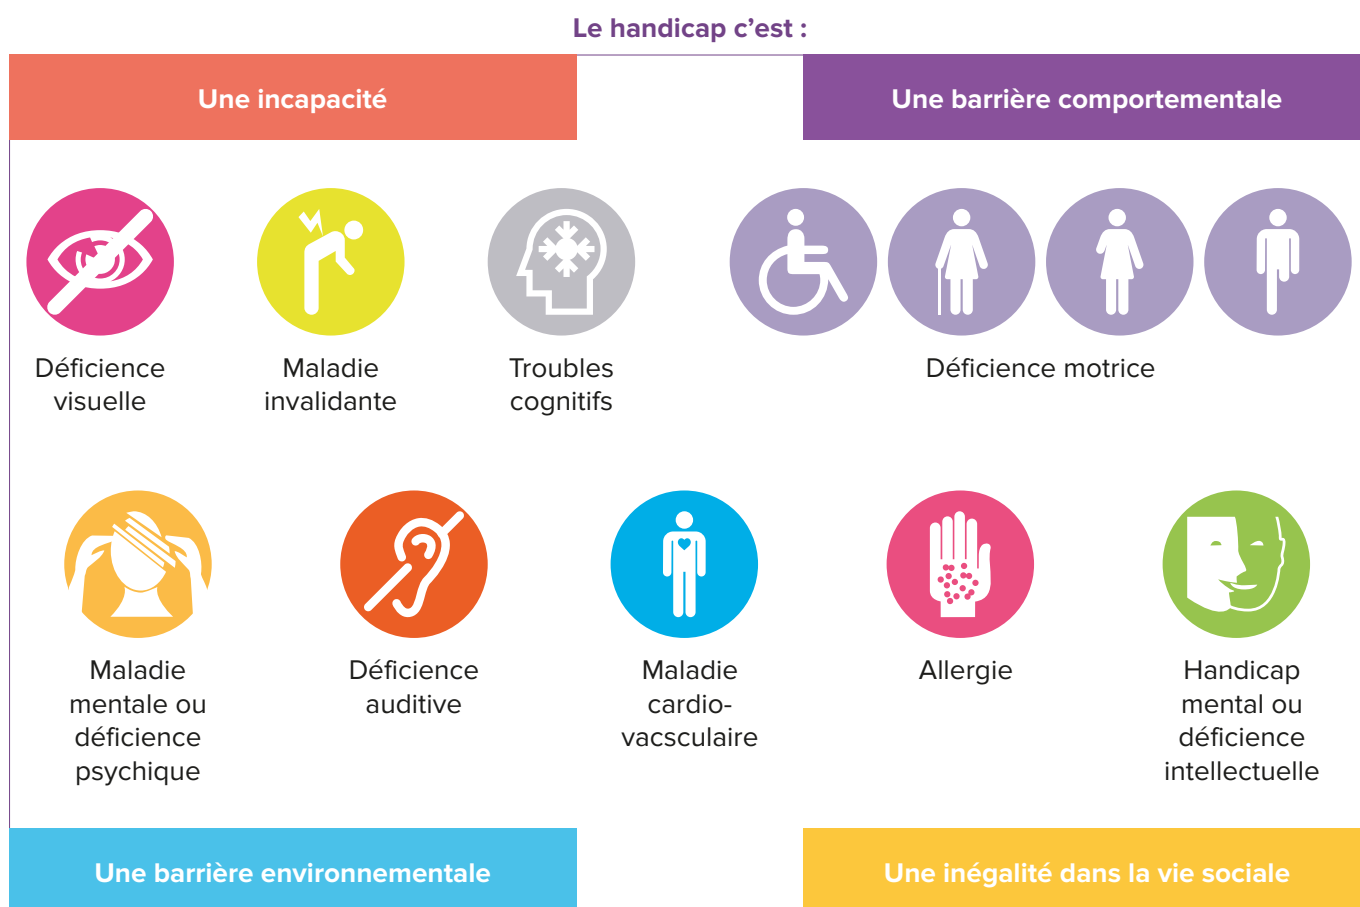 Le handicap c’est :
Une incapacité
Une barrière comportementale
Déficience
visuelle
Maladie
invalidante
Troubles
cognitifs
Déficience motrice
Maladie
mentale ou
déficience
psychique
Déficience
auditive
Maladie
cardio-
vacsculaire
Allergie
Handicap
mental ou
déficience
intellectuelle
Une barrière environnementale
Une inégalité dans la vie sociale